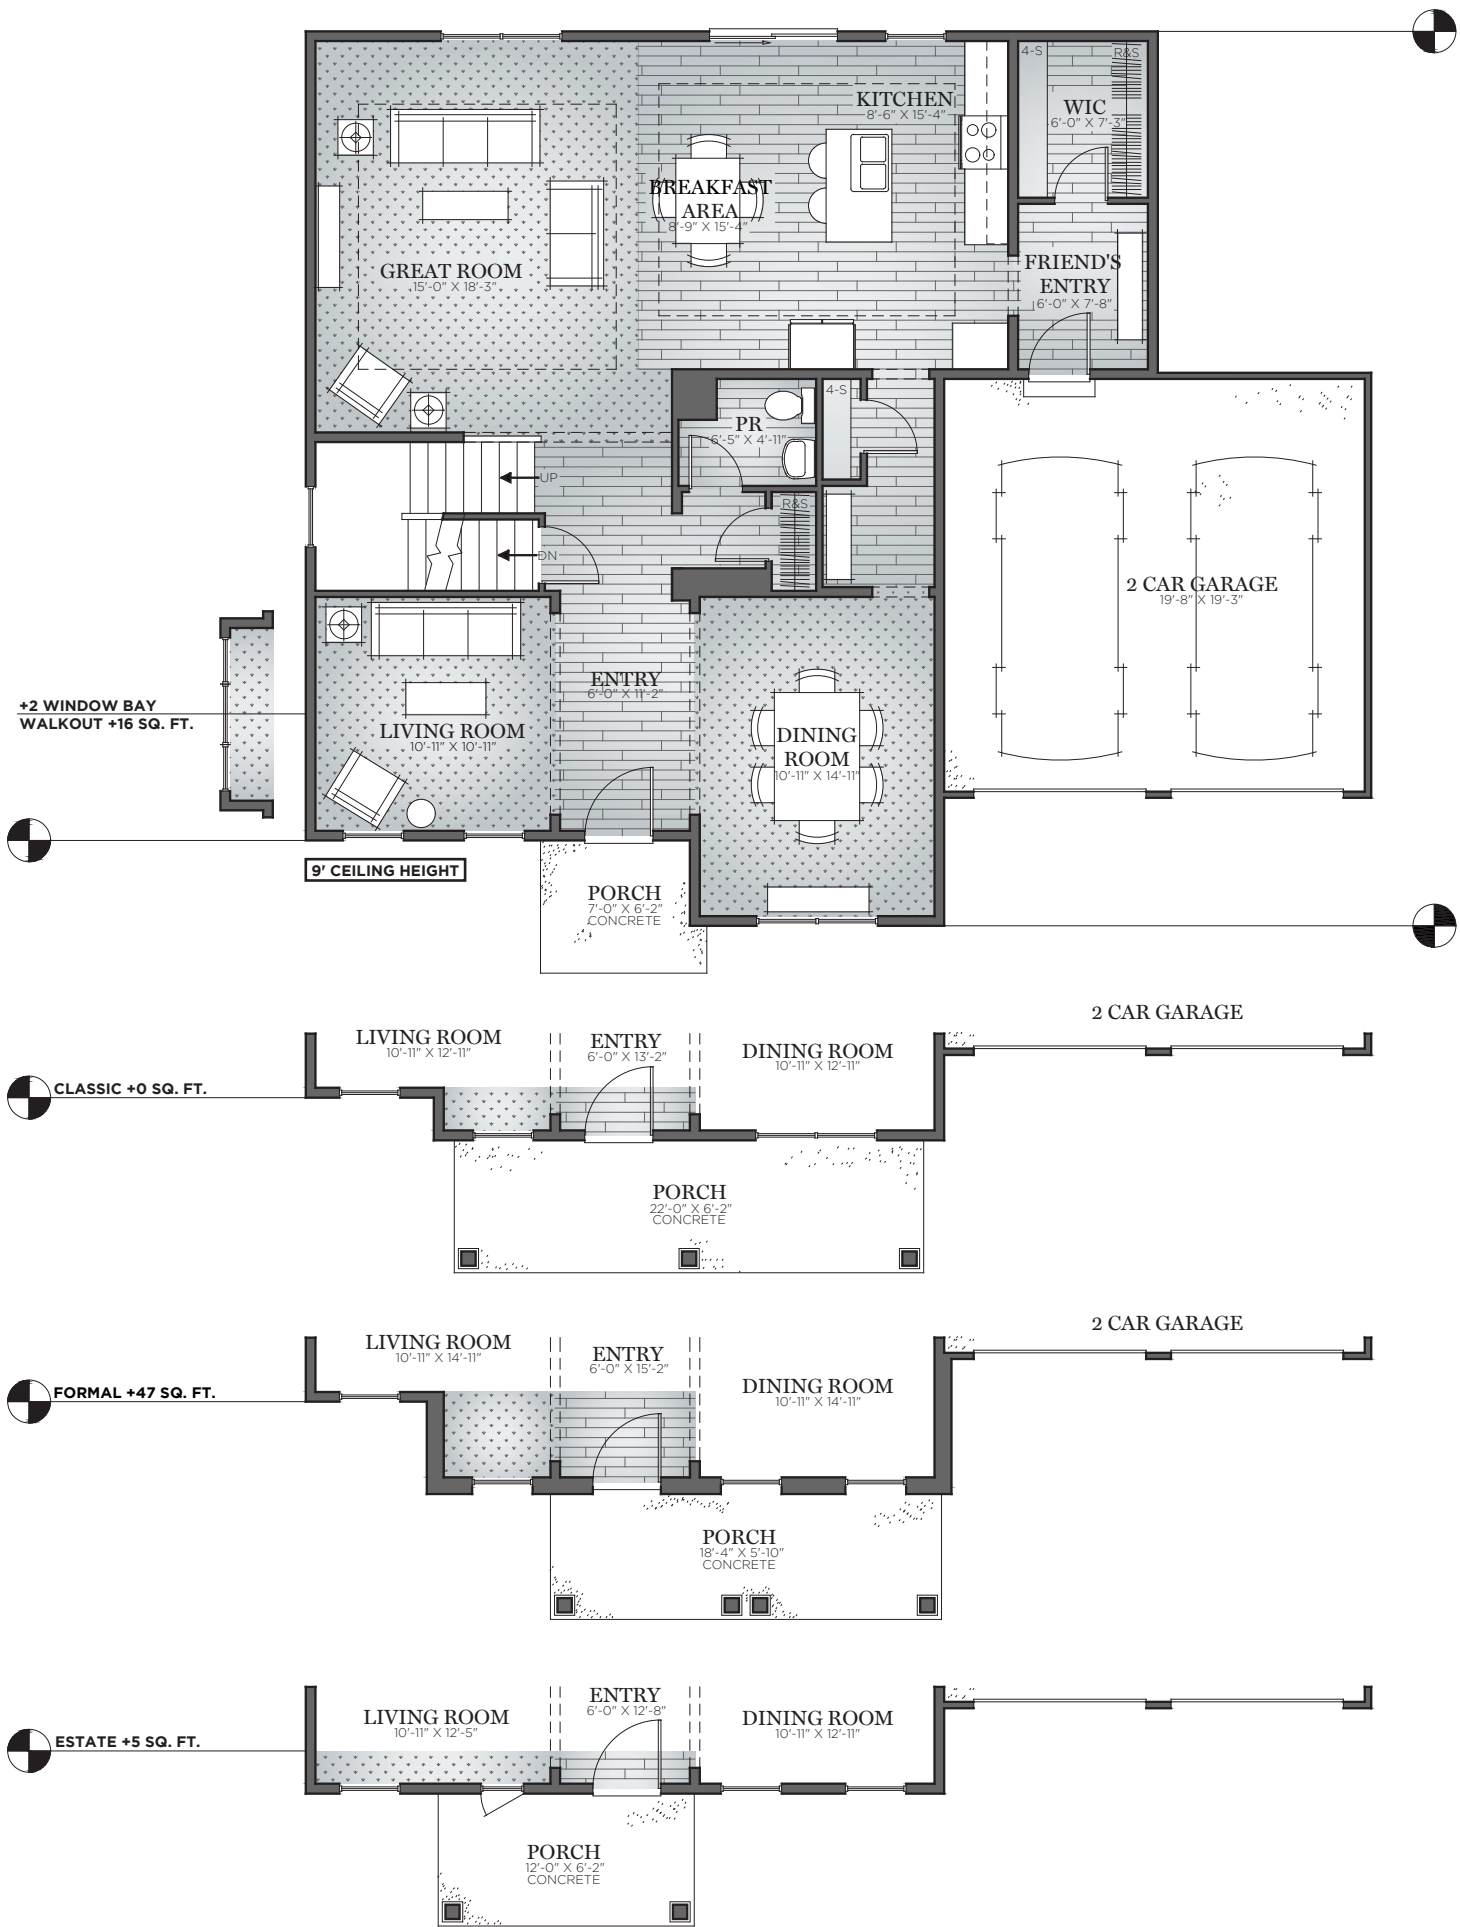 4-S
R&S
KITCHEN
8'-6" X 15'-4"
WIC
6'-0" X 7'-3"
BREAKFAST
AREA
8'-9" X 15'-4"
GREAT ROOM
15'-0" X 18'-3"
FRIEND'S
ENTRY
6'-0" X 7'-8"
4-S
PR
6'-5" X 4'-11"
UP
R&S
DN
2 CAR GARAGE
19'-8" X 19'-3"
ENTRY
6'-0" X 11'-2"
+2 WINDOW BAY
WALKOUT +16 SQ. FT.
LIVING ROOM
10'-11" X 10'-11"
DINING
ROOM
10'-11" X 14'-11"
9' CEILING HEIGHT
PORCH
7'-0" X 6'-2"
CONCRETE
2 CAR GARAGE
LIVING ROOM
10'-11" X 12'-11"
ENTRY
6'-0" X 13'-2"
DINING ROOM
10'-11" X 12'-11"
CLASSIC +0 SQ. FT.
PORCH
22'-0" X 6'-2"
CONCRETE
2 CAR GARAGE
LIVING ROOM
10'-11" X 14'-11"
ENTRY
6'-0" X 15'-2"
DINING ROOM
10'-11" X 14'-11"
FORMAL +47 SQ. FT.
PORCH
18'-4" X 5'-10"
CONCRETE
ENTRY
6'-0" X 12'-8"
LIVING ROOM
10'-11" X 12'-5"
DINING ROOM
10'-11" X 12'-11"
ESTATE +5 SQ. FT.
PORCH
12'-0" X 6'-2"
CONCRETE